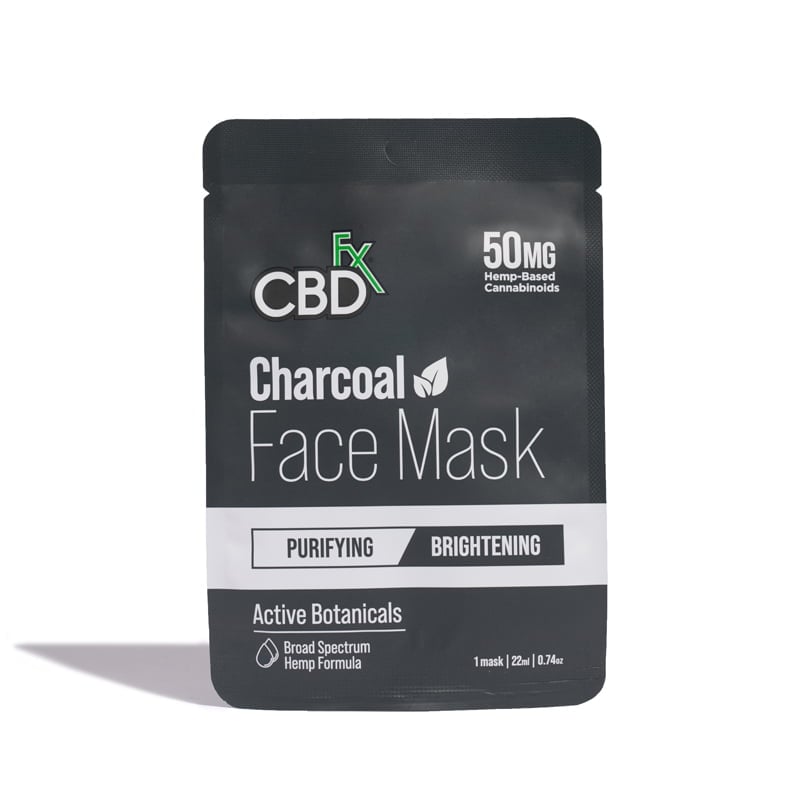 CBDFX
50MG
Hemp-Based
Cannabinoids
Charcoal
Face Mask
PURIFYING BRIGHTENING
Active Botanicals
Broad Spectrum
Hemp Formula
1 mask | 22ml | 0.74oz